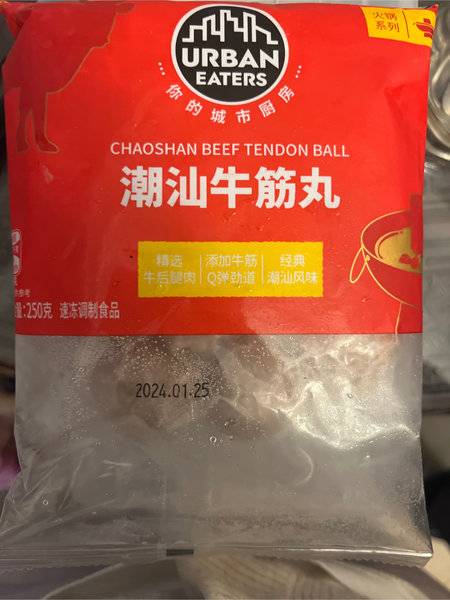 火锅
系列
URBAN
EATERS
你的城市厨房
CHAOSHAN BEEF TENDON BALL
潮汕牛筋丸
精选 添加牛筋 经典
牛后腿肉 Q弹劲道 潮汕风味
量:250克 速冻调制食品
2024.01.25